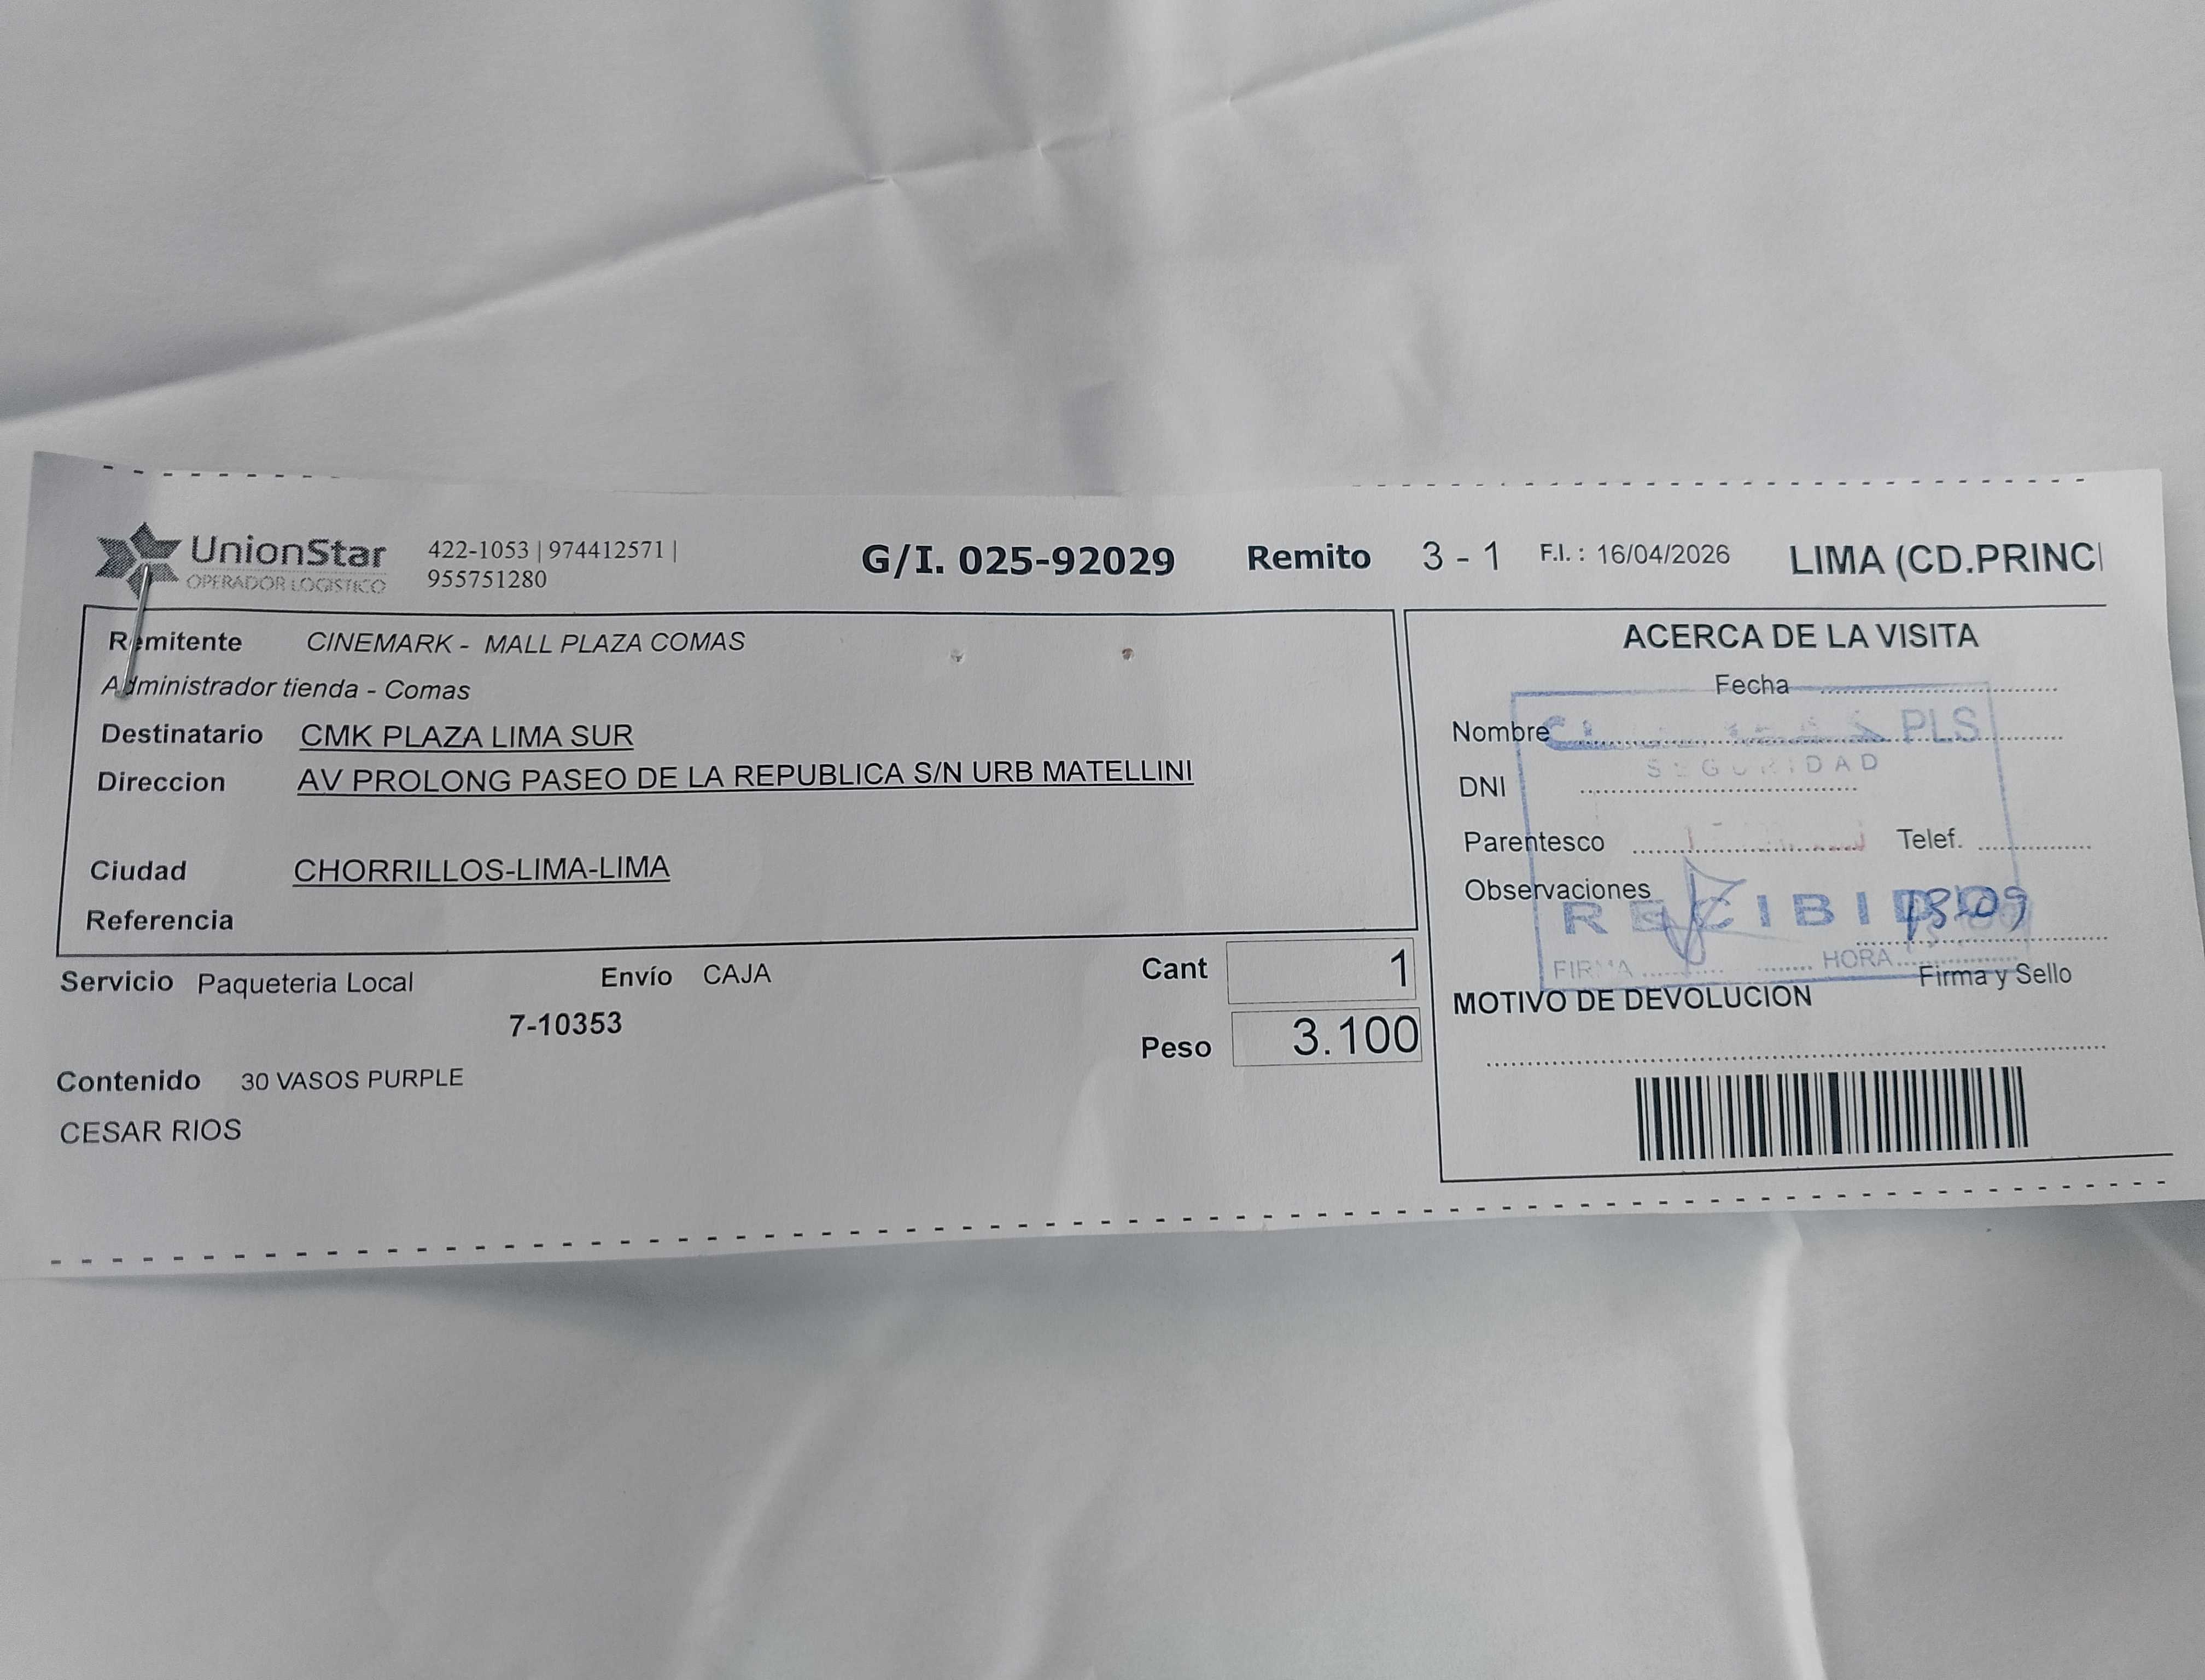 UnionStar
OPERADOR LOGISTICO
422-1053 | 974412571 |
955751280
G/I. 025-92029 Remito 3 - 1 F.I. : 16/04/2026 LIMA (CD.PRINCI
Remitente CINEMARK - MALL PLAZA COMAS
Administrador tienda - Comas
Destinatario CMK PLAZA LIMA SUR
Direccion AV PROLONG PASEO DE LA REPUBLICA S/N URB MATELLINI
Ciudad CHORRILLOS-LIMA-LIMA
Referencia
Servicio Paqueteria Local Envío CAJA
7-10353
Cant 1
Peso 3.100
Contenido 30 VASOS PURPLE
CESAR RIOS
ACERCA DE LA VISITA
Fecha
Nombre
PLS
SEGURIDAD
DNI
Parentesco Telef.
Observaciones
RECIBIDO
FIRMA HORA
Firma y Sello
MOTIVO DE DEVOLUCION